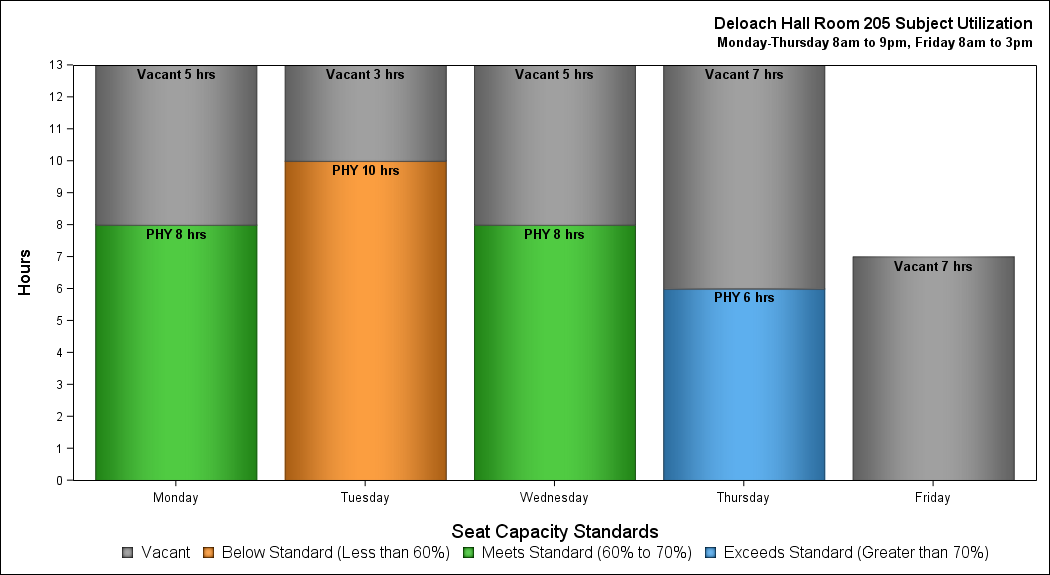 Deloach Hall Room 205 Subject Utilization
Monday-Thursday 8am to 9pm, Friday 8am to 3pm
Hours
13
12
11
10
9
8
7
6
5
4
3
2
1
0
Vacant 5 hrs
PHY 8 hrs
Vacant 3 hrs
PHY 10 hrs
Vacant 5 hrs
PHY 8 hrs
Vacant 7 hrs
PHY 6 hrs
Vacant 7 hrs
Monday Tuesday Wednesday Thursday Friday
Seat Capacity Standards
Vacant Below Standard (Less than 60%) Meets Standard (60% to 70%) Exceeds Standard (Greater than 70%)